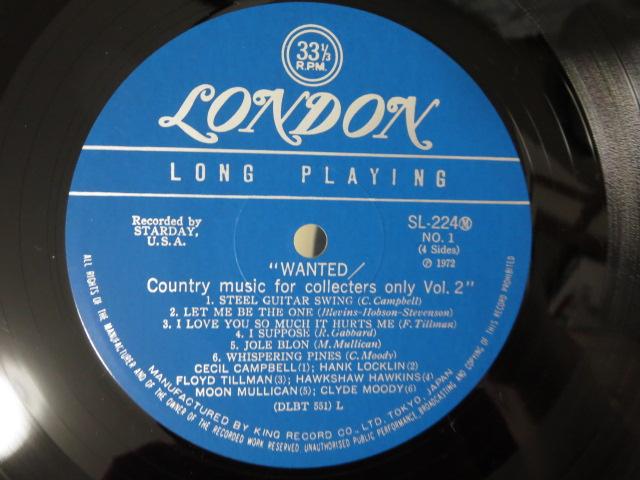 33⅓
R.P.M.
LONDON
LONG PLAYING
Recorded by
STARDAY,
U.S.A.
SL-224Ⓜ
NO. 1
(4 Sides)
℗ 1972
"WANTED/
Country music for collecters only Vol. 2"
1. STEEL GUITAR SWING (C. Campbell)
2. LET ME BE THE ONE (Blevins-Hobson-Stevenson)
3. I LOVE YOU SO MUCH IT HURTS ME (F. Tillman)
4. I SUPPOSE (R. Gabbard)
5. JOLE BLON (M. Mullican)
6. WHISPERING PINES (C. Moody)
CECIL CAMPBELL(1); HANK LOCKLIN(2)
FLOYD TILLMAN(3); HAWKSHAW HAWKINS(4)
MOON MULLICAN(5); CLYDE MOODY(6)
(DLBT 551) L
MANUFACTURED BY KING RECORD CO., LTD. TOKYO, JAPAN
ALL RIGHTS OF THE MANUFACTURER AND OF THE OWNER OF THE RECORDED WORK RESERVED. UNAUTHORISED PUBLIC PERFORMANCE, BROADCASTING AND COPYING OF THIS RECORD PROHIBITED